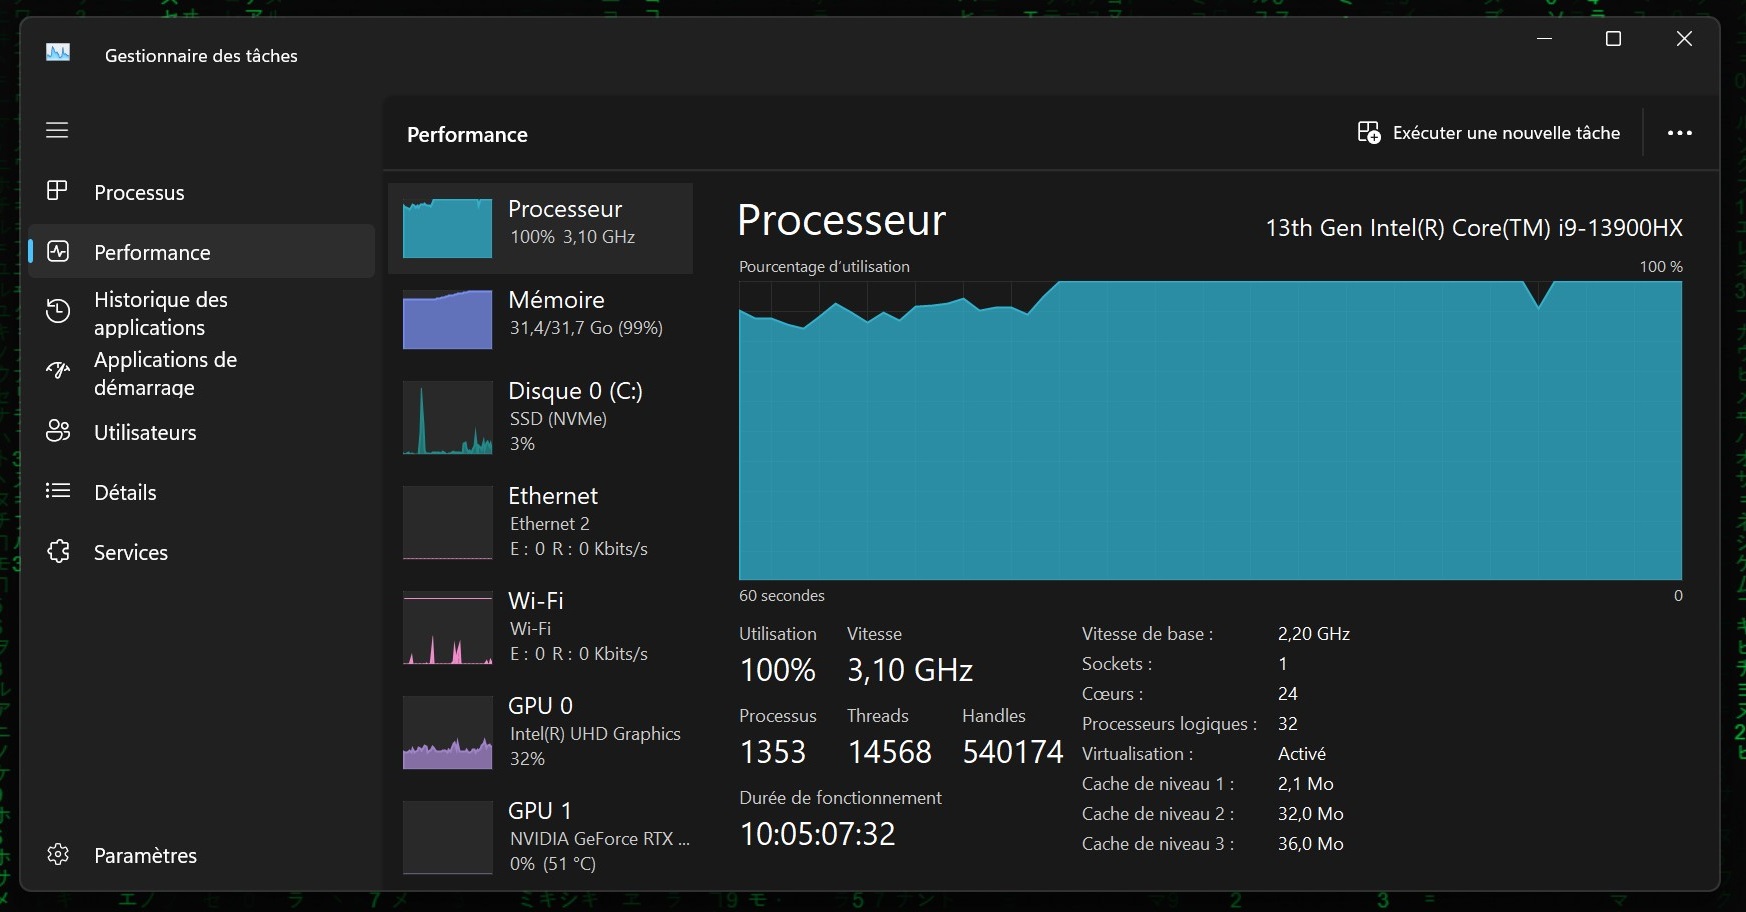 Gestionnaire des tâches
Performance
Exécuter une nouvelle tâche
Processus
Performance
Historique des
applications
Applications de
démarrage
Utilisateurs
Détails
Services
Paramètres
Processeur
100% 3,10 GHz
Mémoire
31,4/31,7 Go (99%)
Disque 0 (C:)
SSD (NVMe)
3%
Ethernet
Ethernet 2
E : 0 R : 0 Kbits/s
Wi-Fi
Wi-Fi
E : 0 R : 0 Kbits/s
GPU 0
Intel(R) UHD Graphics
32%
GPU 1
NVIDIA GeForce RTX ...
0% (51 °C)
Processeur
13th Gen Intel(R) Core(TM) i9-13900HX
Pourcentage d'utilisation
100 %
60 secondes
0
Utilisation
Vitesse
100%
3,10 GHz
Processus
Threads
Handles
1353
14568
540174
Durée de fonctionnement
10:05:07:32
Vitesse de base : 2,20 GHz
Sockets : 1
Cœurs : 24
Processeurs logiques : 32
Virtualisation : Activé
Cache de niveau 1 : 2,1 Mo
Cache de niveau 2 : 32,0 Mo
Cache de niveau 3 : 36,0 Mo